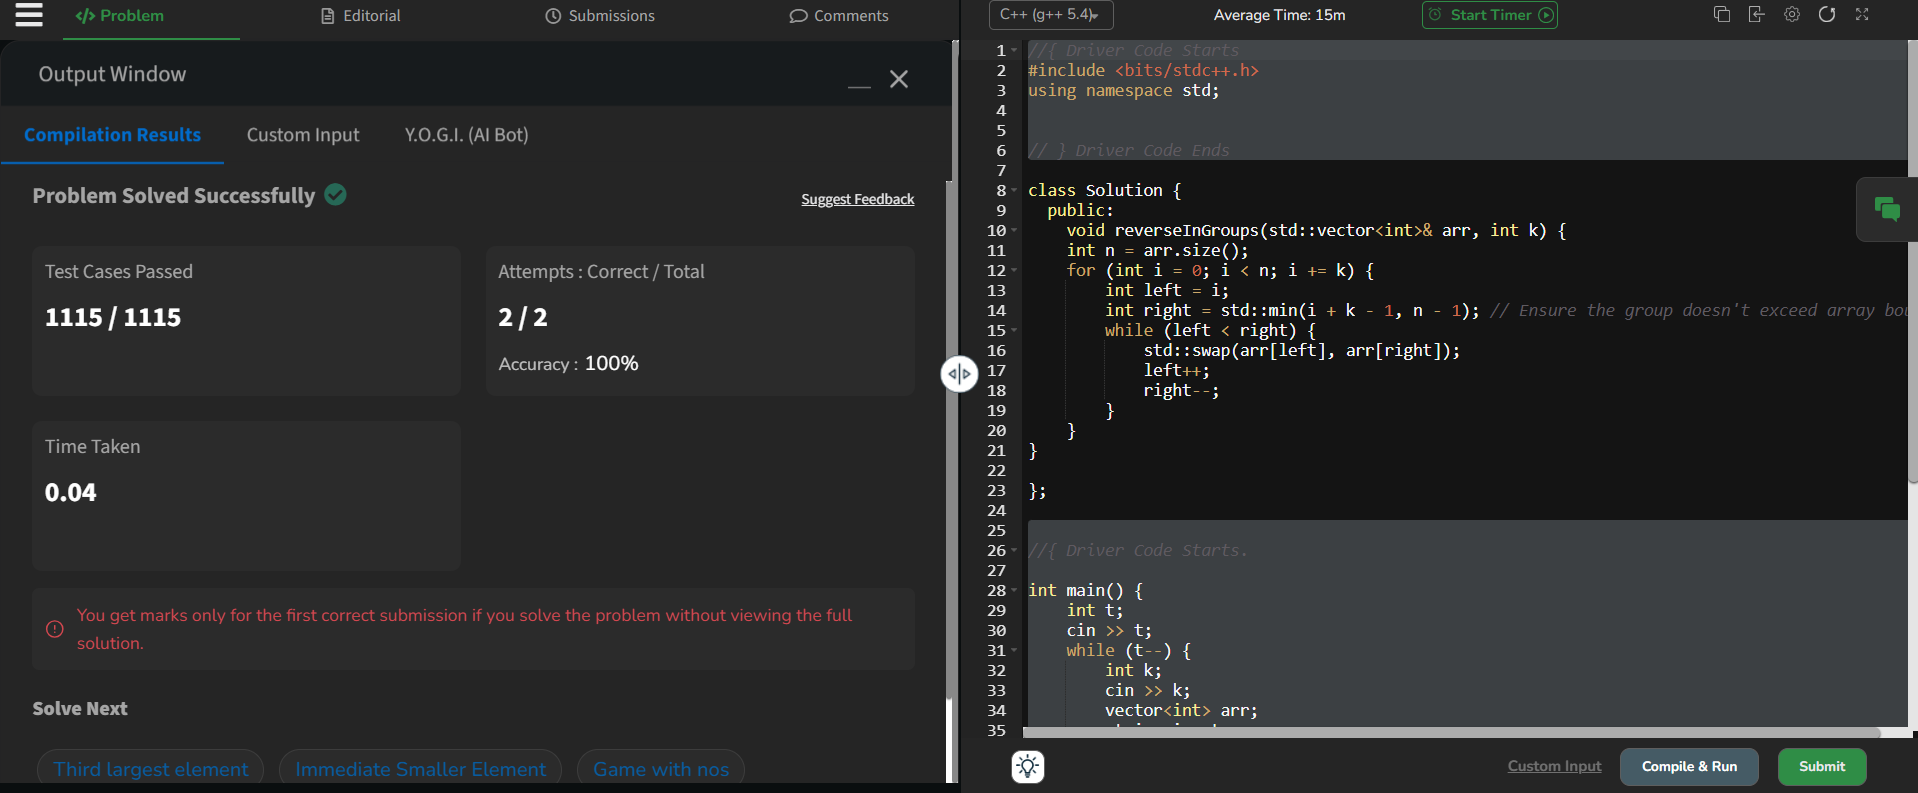 Problem
Editorial
Submissions
Comments
Output Window
Compilation Results
Custom Input
Y.O.G.I. (AI Bot)
Problem Solved Successfully
Suggest Feedback
Test Cases Passed
1115 / 1115
Attempts : Correct / Total
2 / 2
Accuracy : 100%
Time Taken
0.04
You get marks only for the first correct submission if you solve the problem without viewing the full
solution.
Solve Next
Third largest element
Immediate Smaller Element
Game with nos
C++ (g++ 5.4)
Average Time: 15m
Start Timer
1 //{ Driver Code Starts
2 #include <bits/stdc++.h>
3 using namespace std;
4
5
6 // } Driver Code Ends
7
8 class Solution {
9 public:
10 void reverseInGroups(std::vector<int>& arr, int k) {
11 int n = arr.size();
12 for (int i = 0; i < n; i += k) {
13 int left = i;
14 int right = std::min(i + k - 1, n - 1); // Ensure the group doesn't exceed array
15 while (left < right) {
16 std::swap(arr[left], arr[right]);
17 left++;
18 right--;
19 }
20 }
21 }
22
23 };
24
25
26 //{ Driver Code Starts.
27
28 int main() {
29 int t;
30 cin >> t;
31 while (t--) {
32 int k;
33 cin >> k;
34 vector<int> arr;
35
Custom Input
Compile & Run
Submit